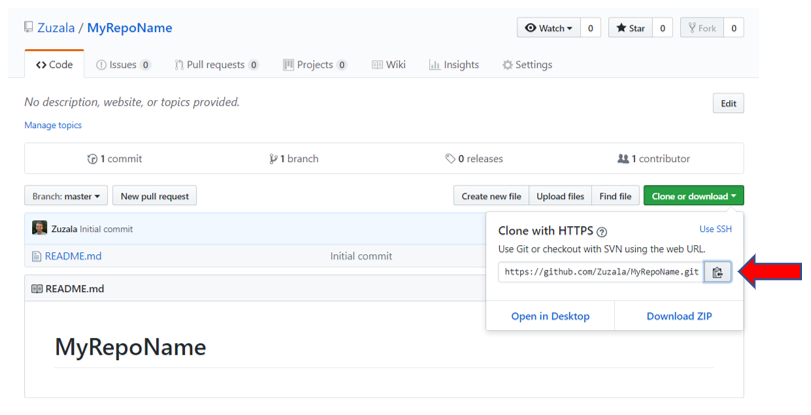 Zuzala / MyRepoName
Watch 0 Star 0 Fork 0
Code Issues 0 Pull requests 0 Projects 0 Wiki Insights Settings
No description, website, or topics provided.
Edit
Manage topics
1 commit 1 branch 0 releases 1 contributor
Branch: master New pull request Create new file Upload files Find file Clone or download
Zuzala Initial commit
README.md Initial commit
Clone with HTTPS ? Use SSH
Use Git or checkout with SVN using the web URL.
https://github.com/Zuzala/MyRepoName.git
Open in Desktop Download ZIP
README.md
MyRepoName